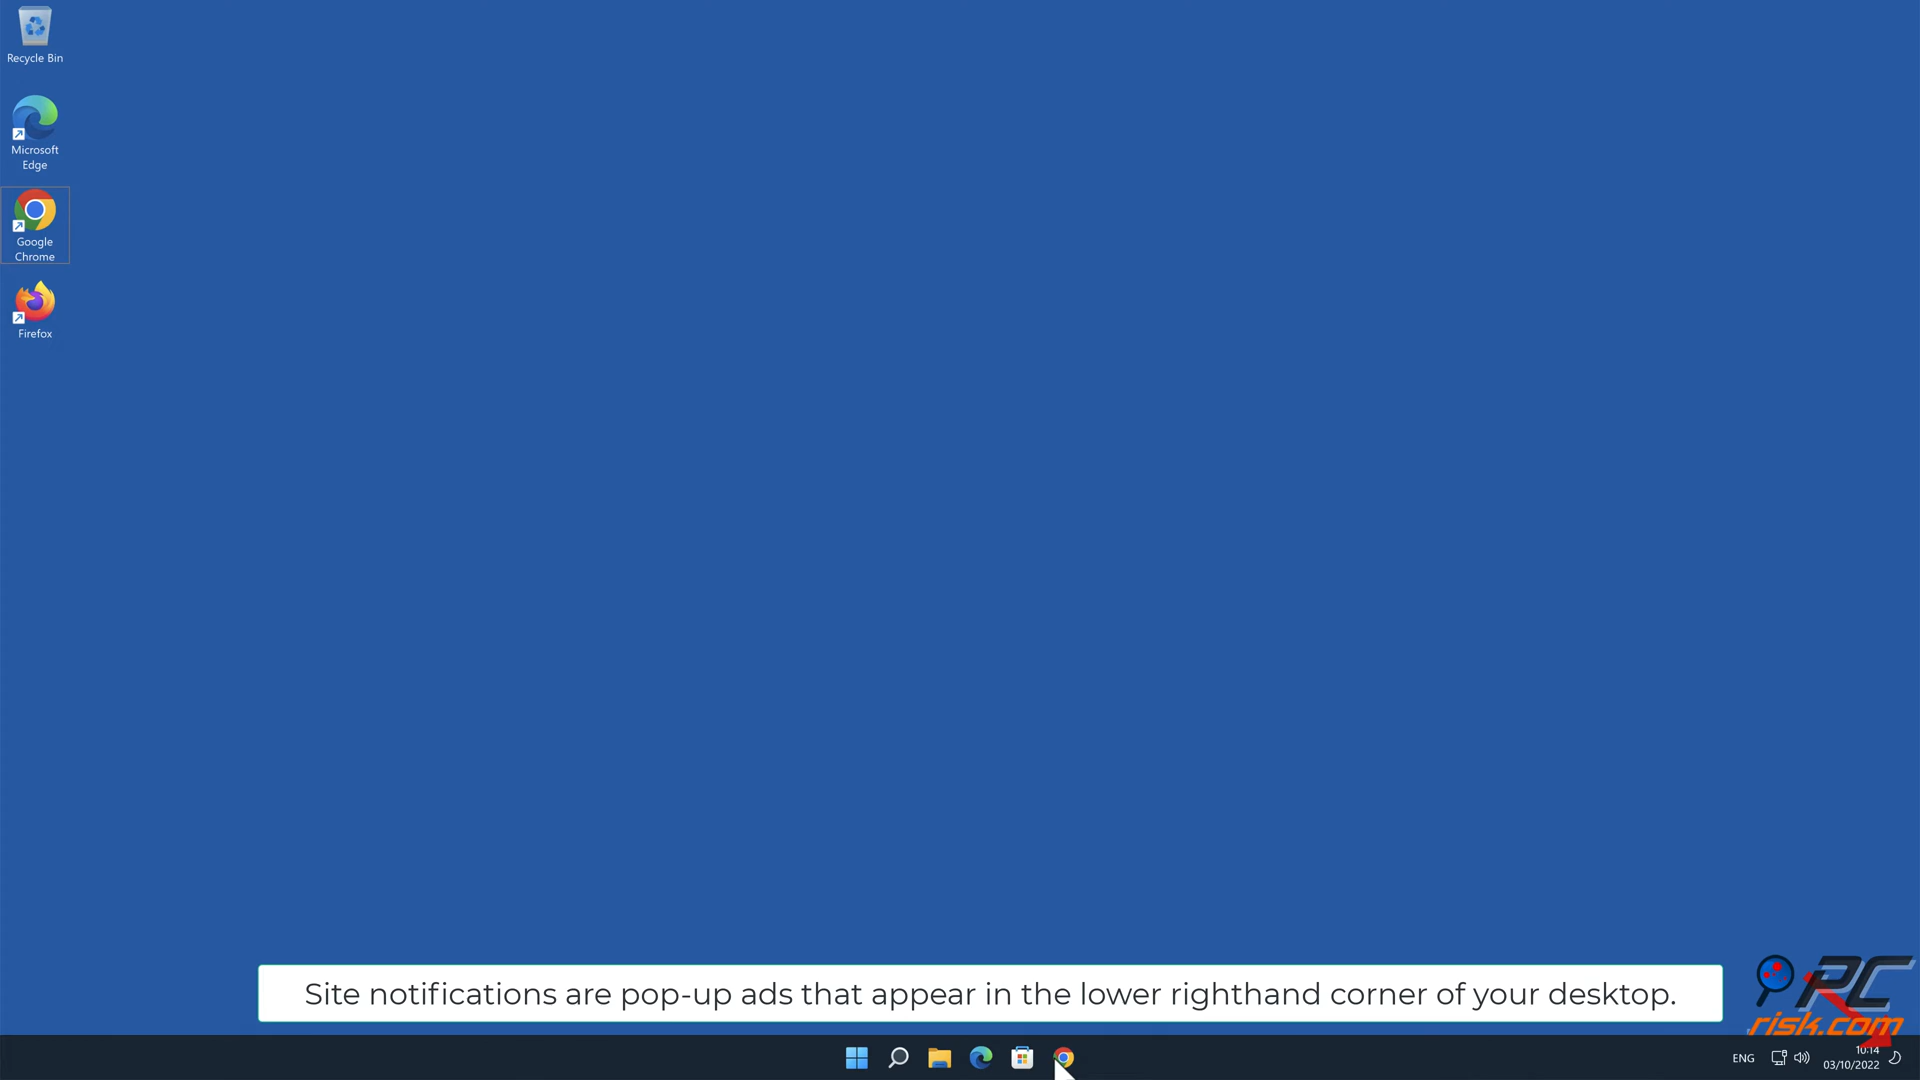 Recycle Bin
Microsoft
Edge
Google
Chrome
Firefox
Site notifications are pop-up ads that appear in the lower righthand corner of your desktop.
PC
risk.com
ENG
10:14
03/10/2022